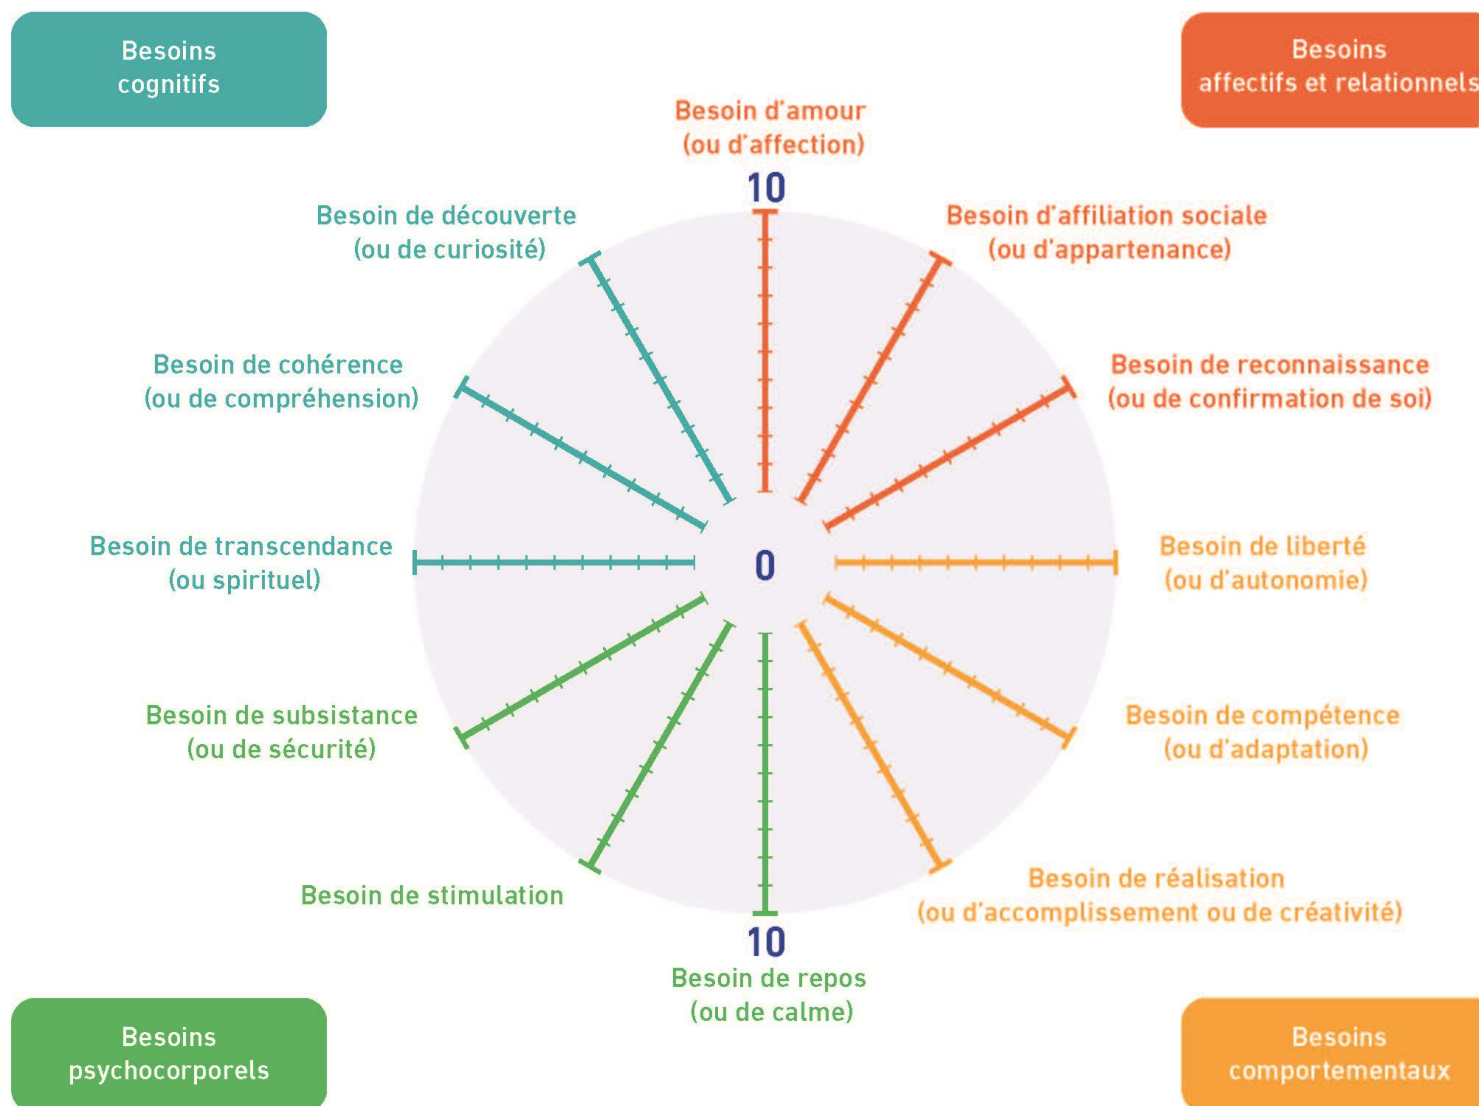 Besoins
cognitifs
Besoins
affectifs et relationnels
Besoin d'amour
(ou d'affection)
10
Besoin de découverte
(ou de curiosité)
Besoin d'affiliation sociale
(ou d'appartenance)
Besoin de cohérence
(ou de compréhension)
Besoin de reconnaissance
(ou de confirmation de soi)
Besoin de transcendance
(ou spirituel)
0
Besoin de liberté
(ou d'autonomie)
Besoin de subsistance
(ou de sécurité)
Besoin de compétence
(ou d'adaptation)
Besoin de stimulation
Besoin de réalisation
(ou d'accomplissement ou de créativité)
10
Besoin de repos
(ou de calme)
Besoins
psychocorporels
Besoins
comportementaux